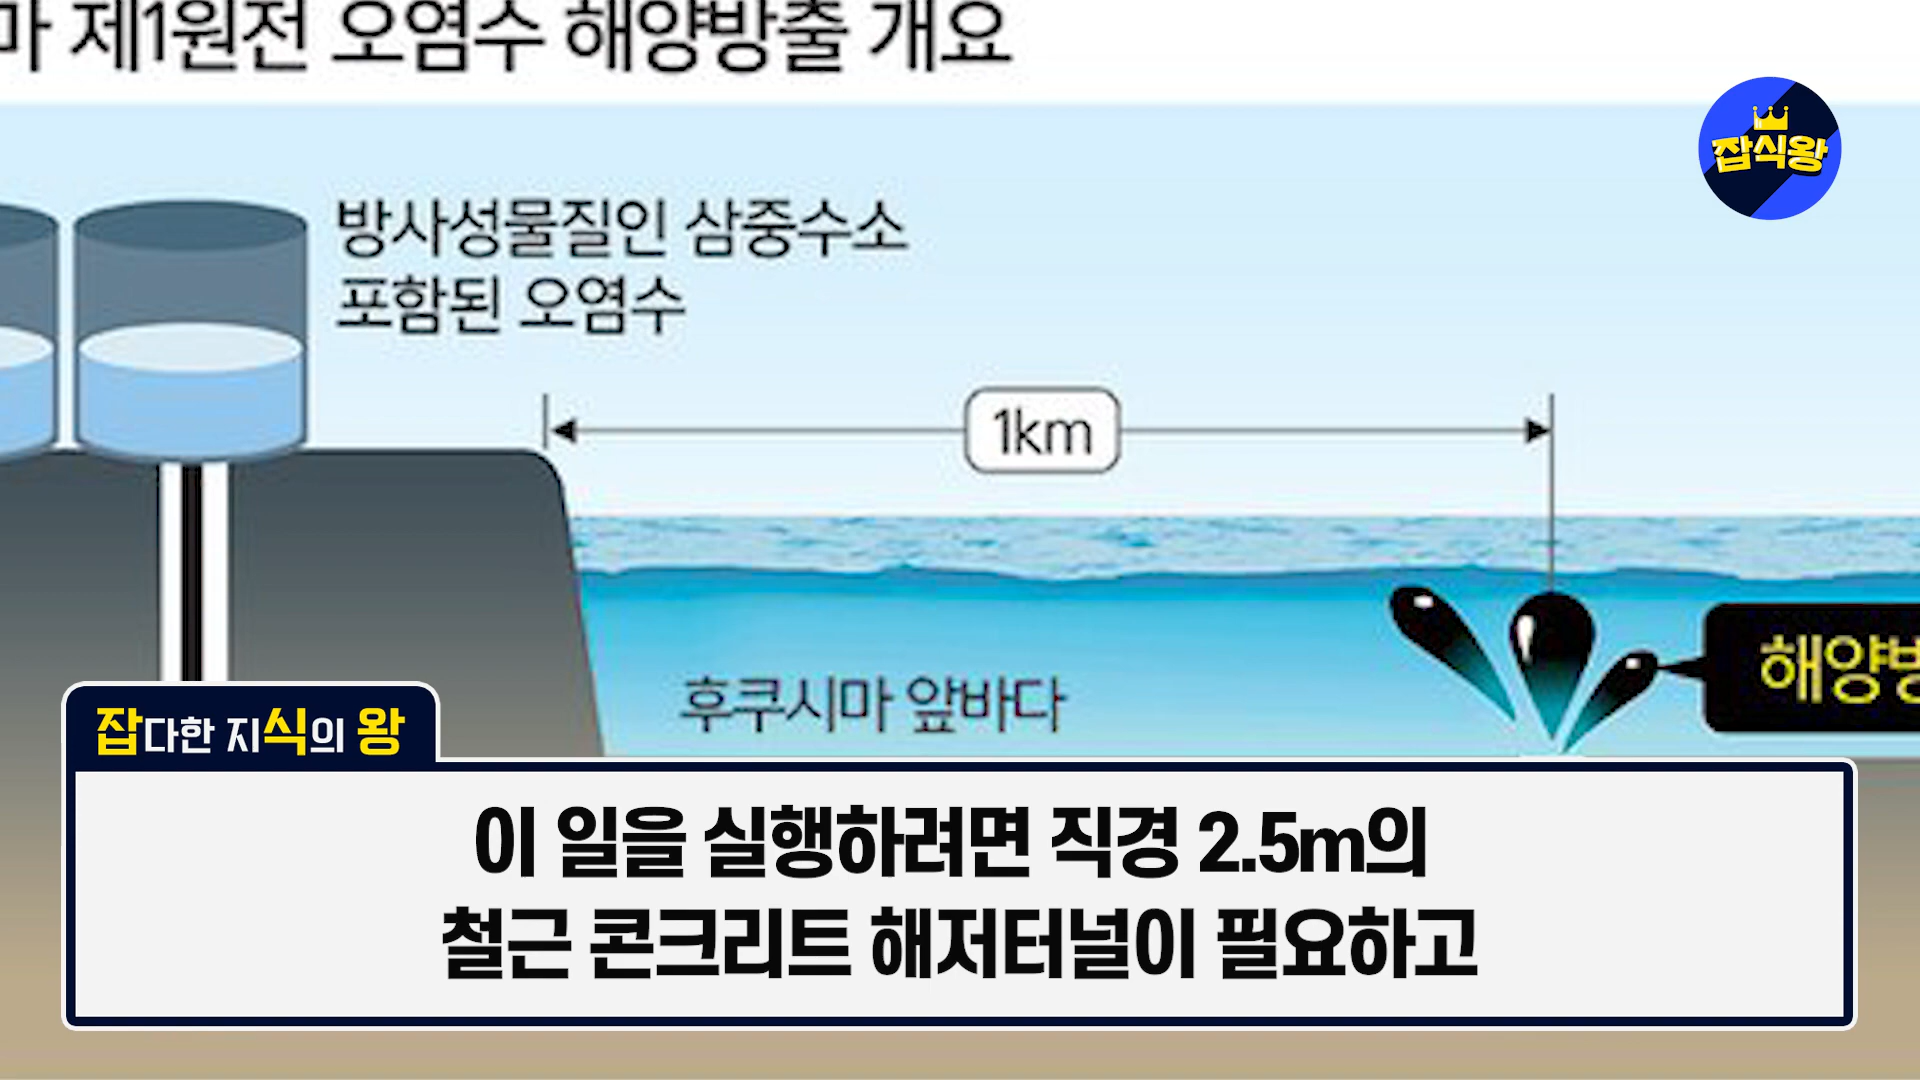 마 제1원전 오염수 해양방출 개요
잡식왕
방사성물질인 삼중수소
포함된 오염수
1km
해양방
후쿠시마 앞바다
잡다한 지식의 왕
이 일을 실행하려면 직경 2.5m의
철근 콘크리트 해저터널이 필요하고